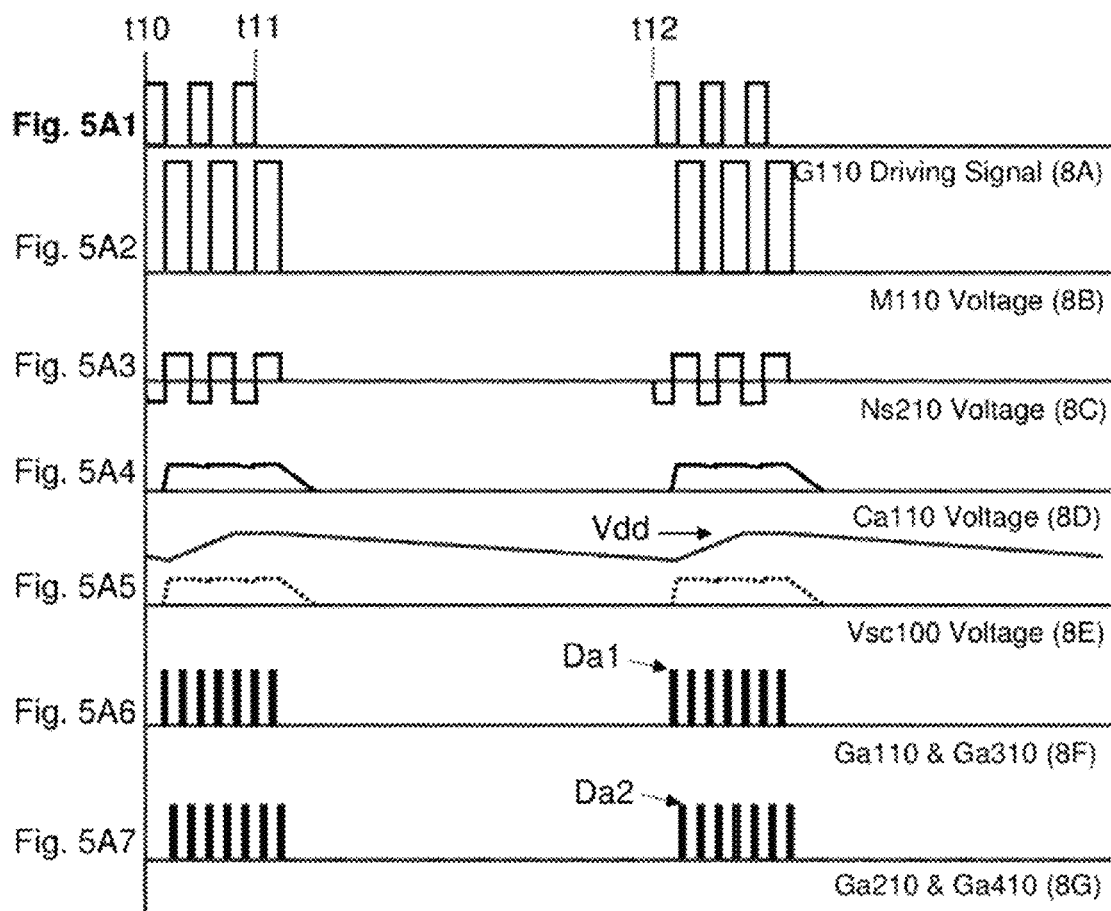 t10
t11
t12
Fig. 5A1
G110 Driving Signal (8A)
Fig. 5A2
M110 Voltage (8B)
Fig. 5A3
Ns210 Voltage (8C)
Fig. 5A4
Ca110 Voltage (8D)
Vdd
Fig. 5A5
Vsc100 Voltage (8E)
Da1
Fig. 5A6
Ga110 & Ga310 (8F)
Da2
Fig. 5A7
Ga210 & Ga410 (8G)